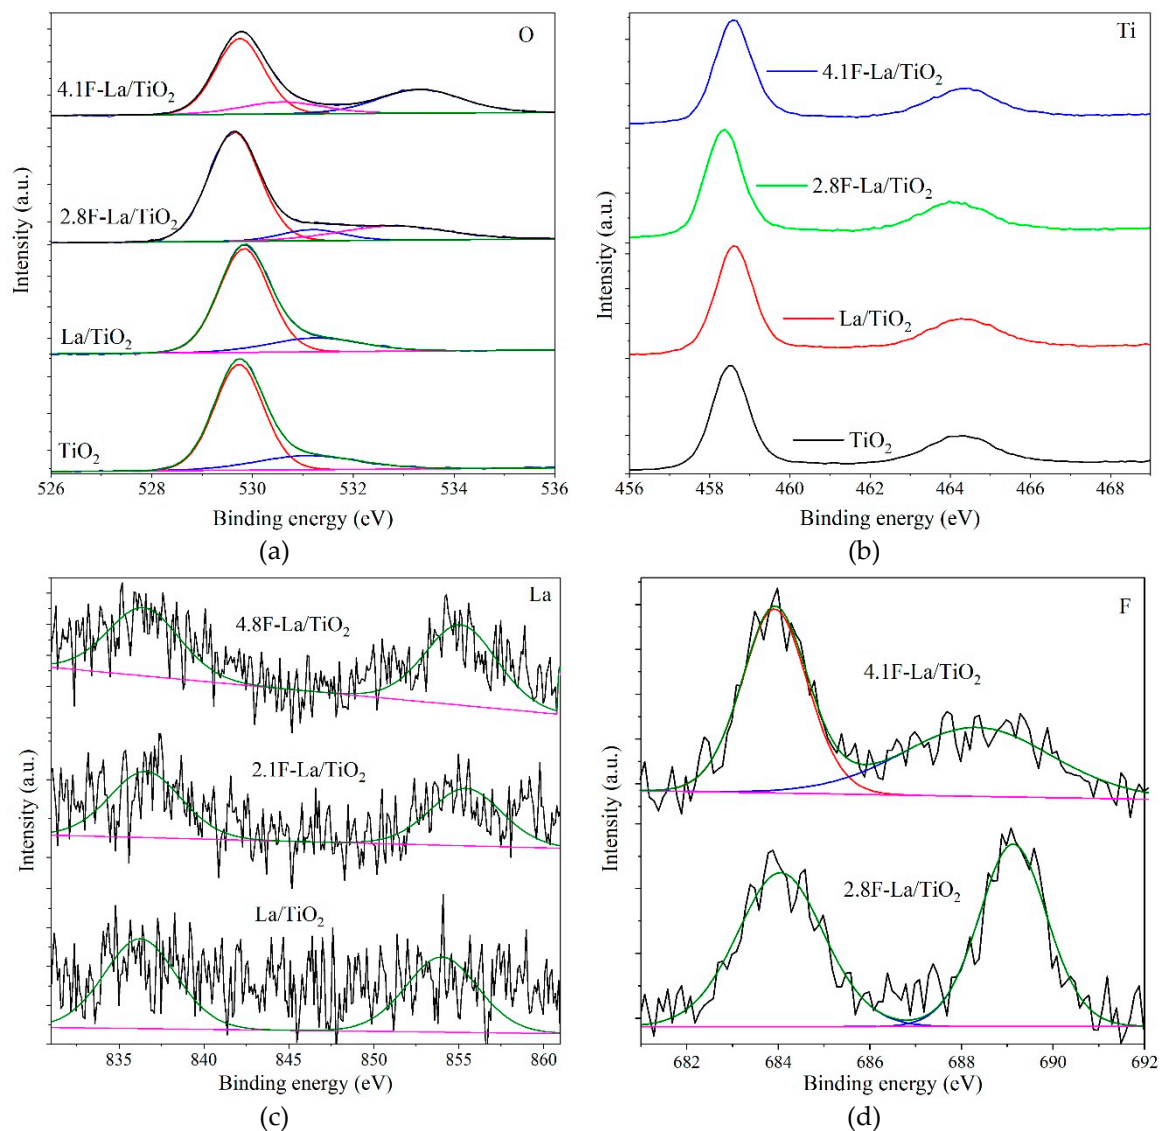 O
4.1F-La/TiO₂
2.8F-La/TiO₂
La/TiO₂
TiO₂
Intensity (a.u.)
526 528 530 532 534 536
Binding energy (eV)
(a)
Ti
4.1F-La/TiO₂
2.8F-La/TiO₂
La/TiO₂
TiO₂
Intensity (a.u.)
456 458 460 462 464 466 468
Binding energy (eV)
(b)
La
4.8F-La/TiO₂
2.1F-La/TiO₂
La/TiO₂
Intensity (a.u.)
835 840 845 850 855 860
Binding energy (eV)
(c)
F
4.1F-La/TiO₂
2.8F-La/TiO₂
Intensity (a.u.)
682 684 686 688 690 692
Binding energy (eV)
(d)